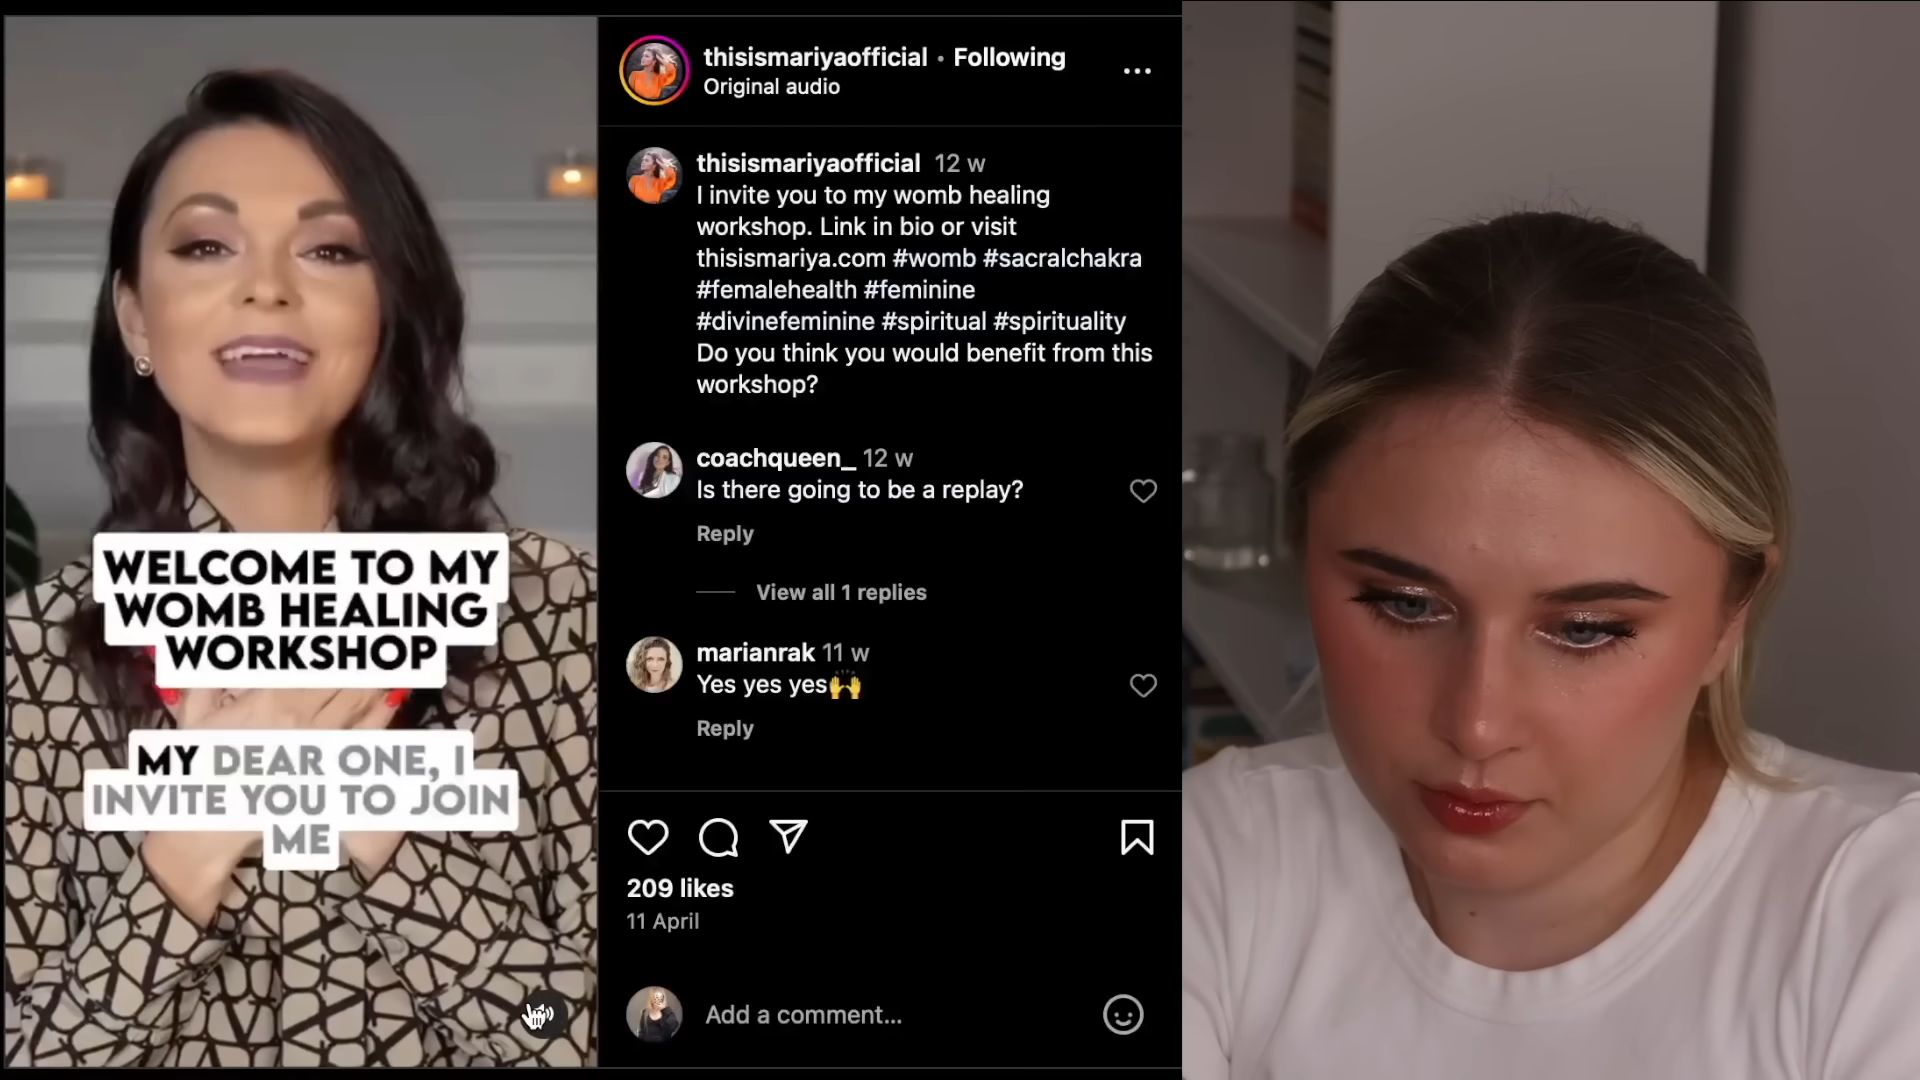 WELCOME TO MY
WOMB HEALING
WORKSHOP
MY DEAR ONE, I
INVITE YOU TO JOIN
ME
thisismariyaofficial • Following
Original audio
thisismariyaofficial 12 w
I invite you to my womb healing
workshop. Link in bio or visit
thisismariya.com #womb #sacralchakra
#femalehealth #feminine
#divinefeminine #spiritual #spirituality
Do you think you would benefit from this
workshop?
coachqueen_ 12 w
Is there going to be a replay?
Reply
View all 1 replies
marianrak 11 w
Yes yes yes🙌
Reply
209 likes
11 April
Add a comment...